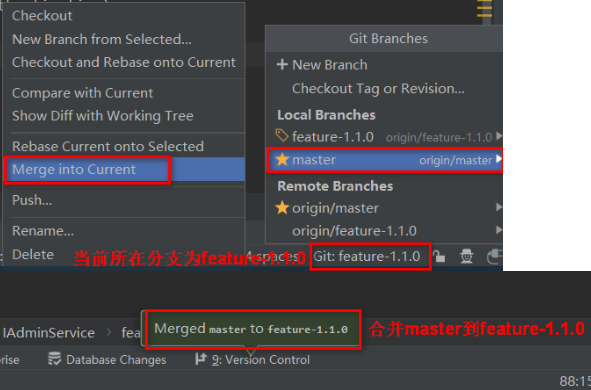 Checkout
New Branch from Selected...
Checkout and Rebase onto Current
Compare with Current
Show Diff with Working Tree
Rebase Current onto Selected
Merge into Current
Push...
Rename...
Delete
Git Branches
+ New Branch
Checkout Tag or Revision...
Local Branches
feature-1.1.0 origin/feature-1.1.0
master origin/master
Remote Branches
origin/master
origin/feature-1.1.0
当前所在分支为feature-1.1.0
4 spaces Git: feature-1.1.0
IAdminService fea
Merged master to feature-1.1.0
合并master到feature-1.1.0
rise Database Changes 9: Version Control
88:15